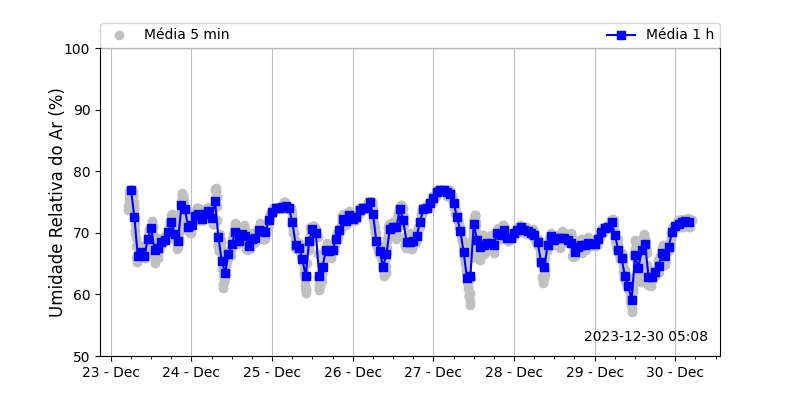 Média 5 min
Média 1 h
Umidade Relativa do Ar (%)
100
90
80
70
60
50
2023-12-30 05:08
23 - Dec
24 - Dec
25 - Dec
26 - Dec
27 - Dec
28 - Dec
29 - Dec
30 - Dec